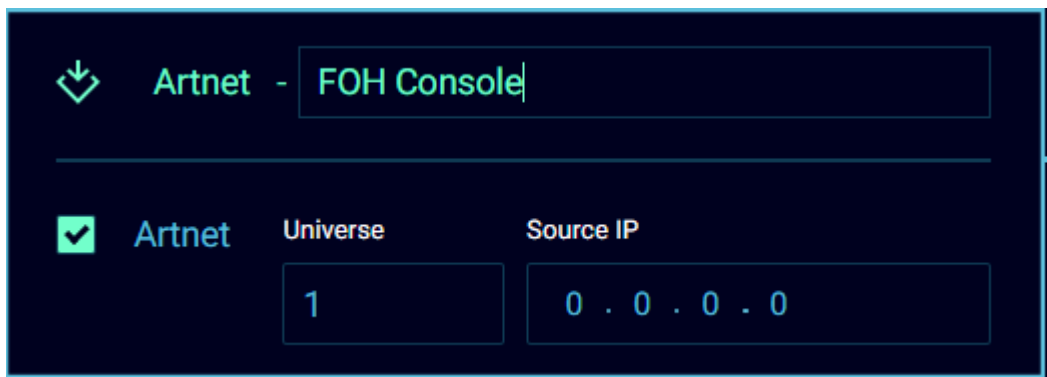 Artnet - FOH Console
Universe Source IP
Artnet
1 0 . 0 . 0 . 0